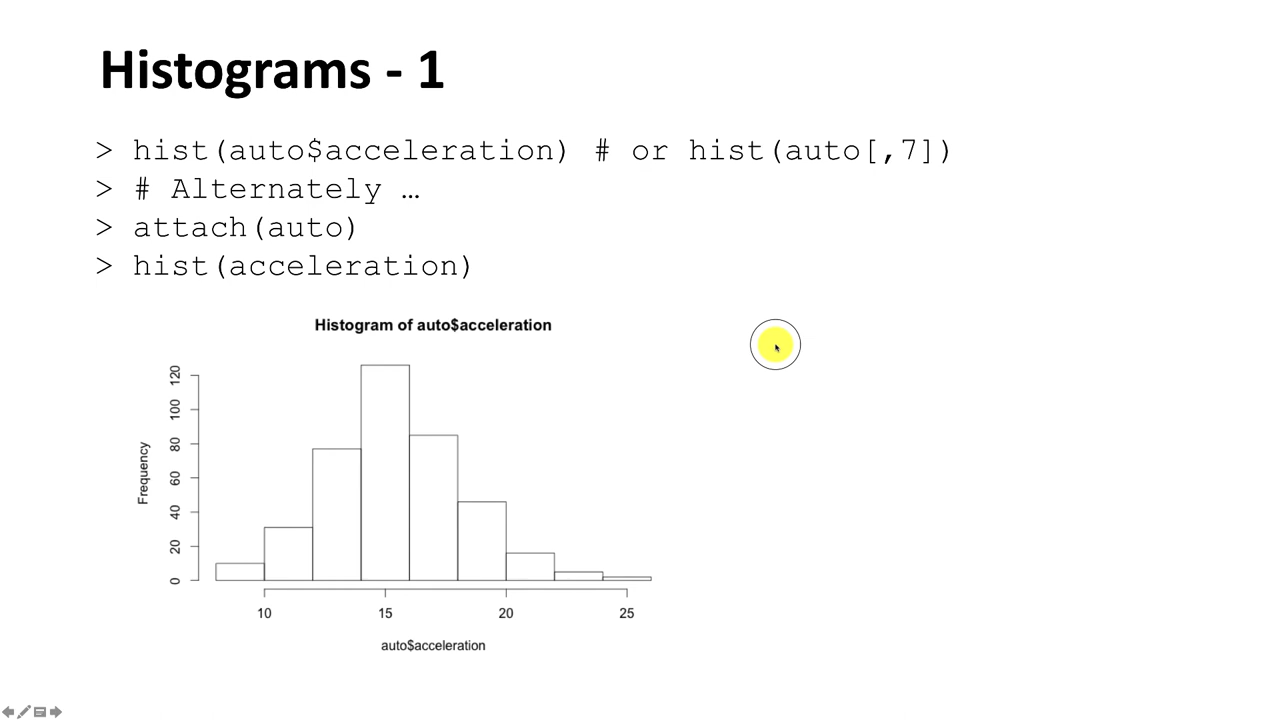 Histograms - 1
> hist(auto$acceleration) # or hist(auto[,7])
> # Alternately …
> attach(auto)
> hist(acceleration)
Histogram of auto$acceleration
Frequency
0
20
40
60
80
100
120
10 15 20 25
auto$acceleration